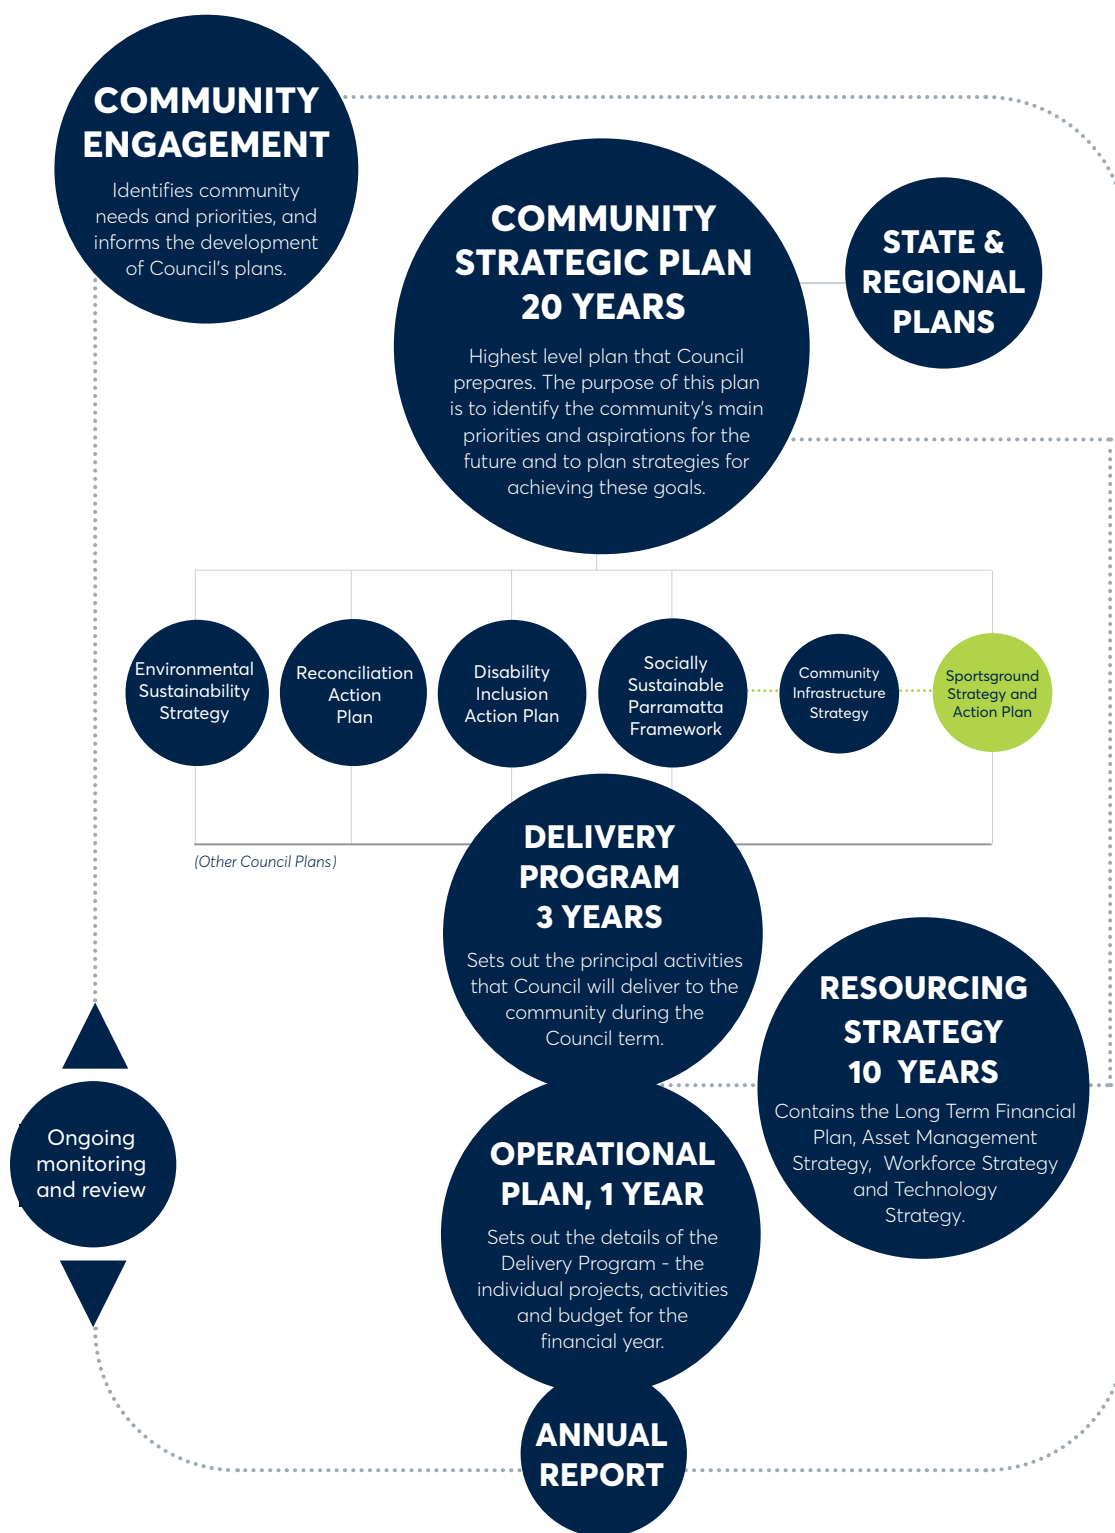 COMMUNITY
ENGAGEMENT
Identifies community
needs and priorities, and
informs the development
of Council's plans.
COMMUNITY
STRATEGIC PLAN
20 YEARS
Highest level plan that Council
prepares. The purpose of this plan
is to identify the community's main
priorities and aspirations for the
future and to plan strategies for
achieving these goals.
STATE &
REGIONAL
PLANS
Environmental
Sustainability
Strategy
Reconciliation
Action
Plan
Disability
Inclusion
Action Plan
Socially
Sustainable
Parramatta
Framework
Community
Infrastructure
Strategy
Sportsground
Strategy and
Action Plan
(Other Council Plans)
DELIVERY
PROGRAM
3 YEARS
Sets out the principal activities
that Council will deliver to the
community during the
Council term.
RESOURCING
STRATEGY
10 YEARS
Contains the Long Term Financial
Plan, Asset Management
Strategy, Workforce Strategy
and Technology
Strategy.
Ongoing
monitoring
and review
OPERATIONAL
PLAN, 1 YEAR
Sets out the details of the
Delivery Program - the
individual projects, activities
and budget for the
financial year.
ANNUAL
REPORT